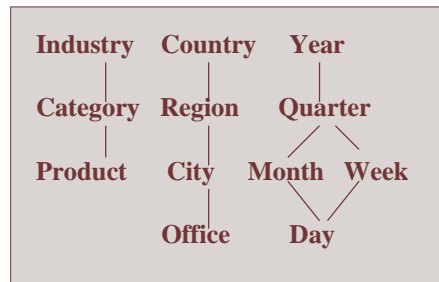 Industry Country Year
Category Region Quarter
Product City Month Week
Office Day